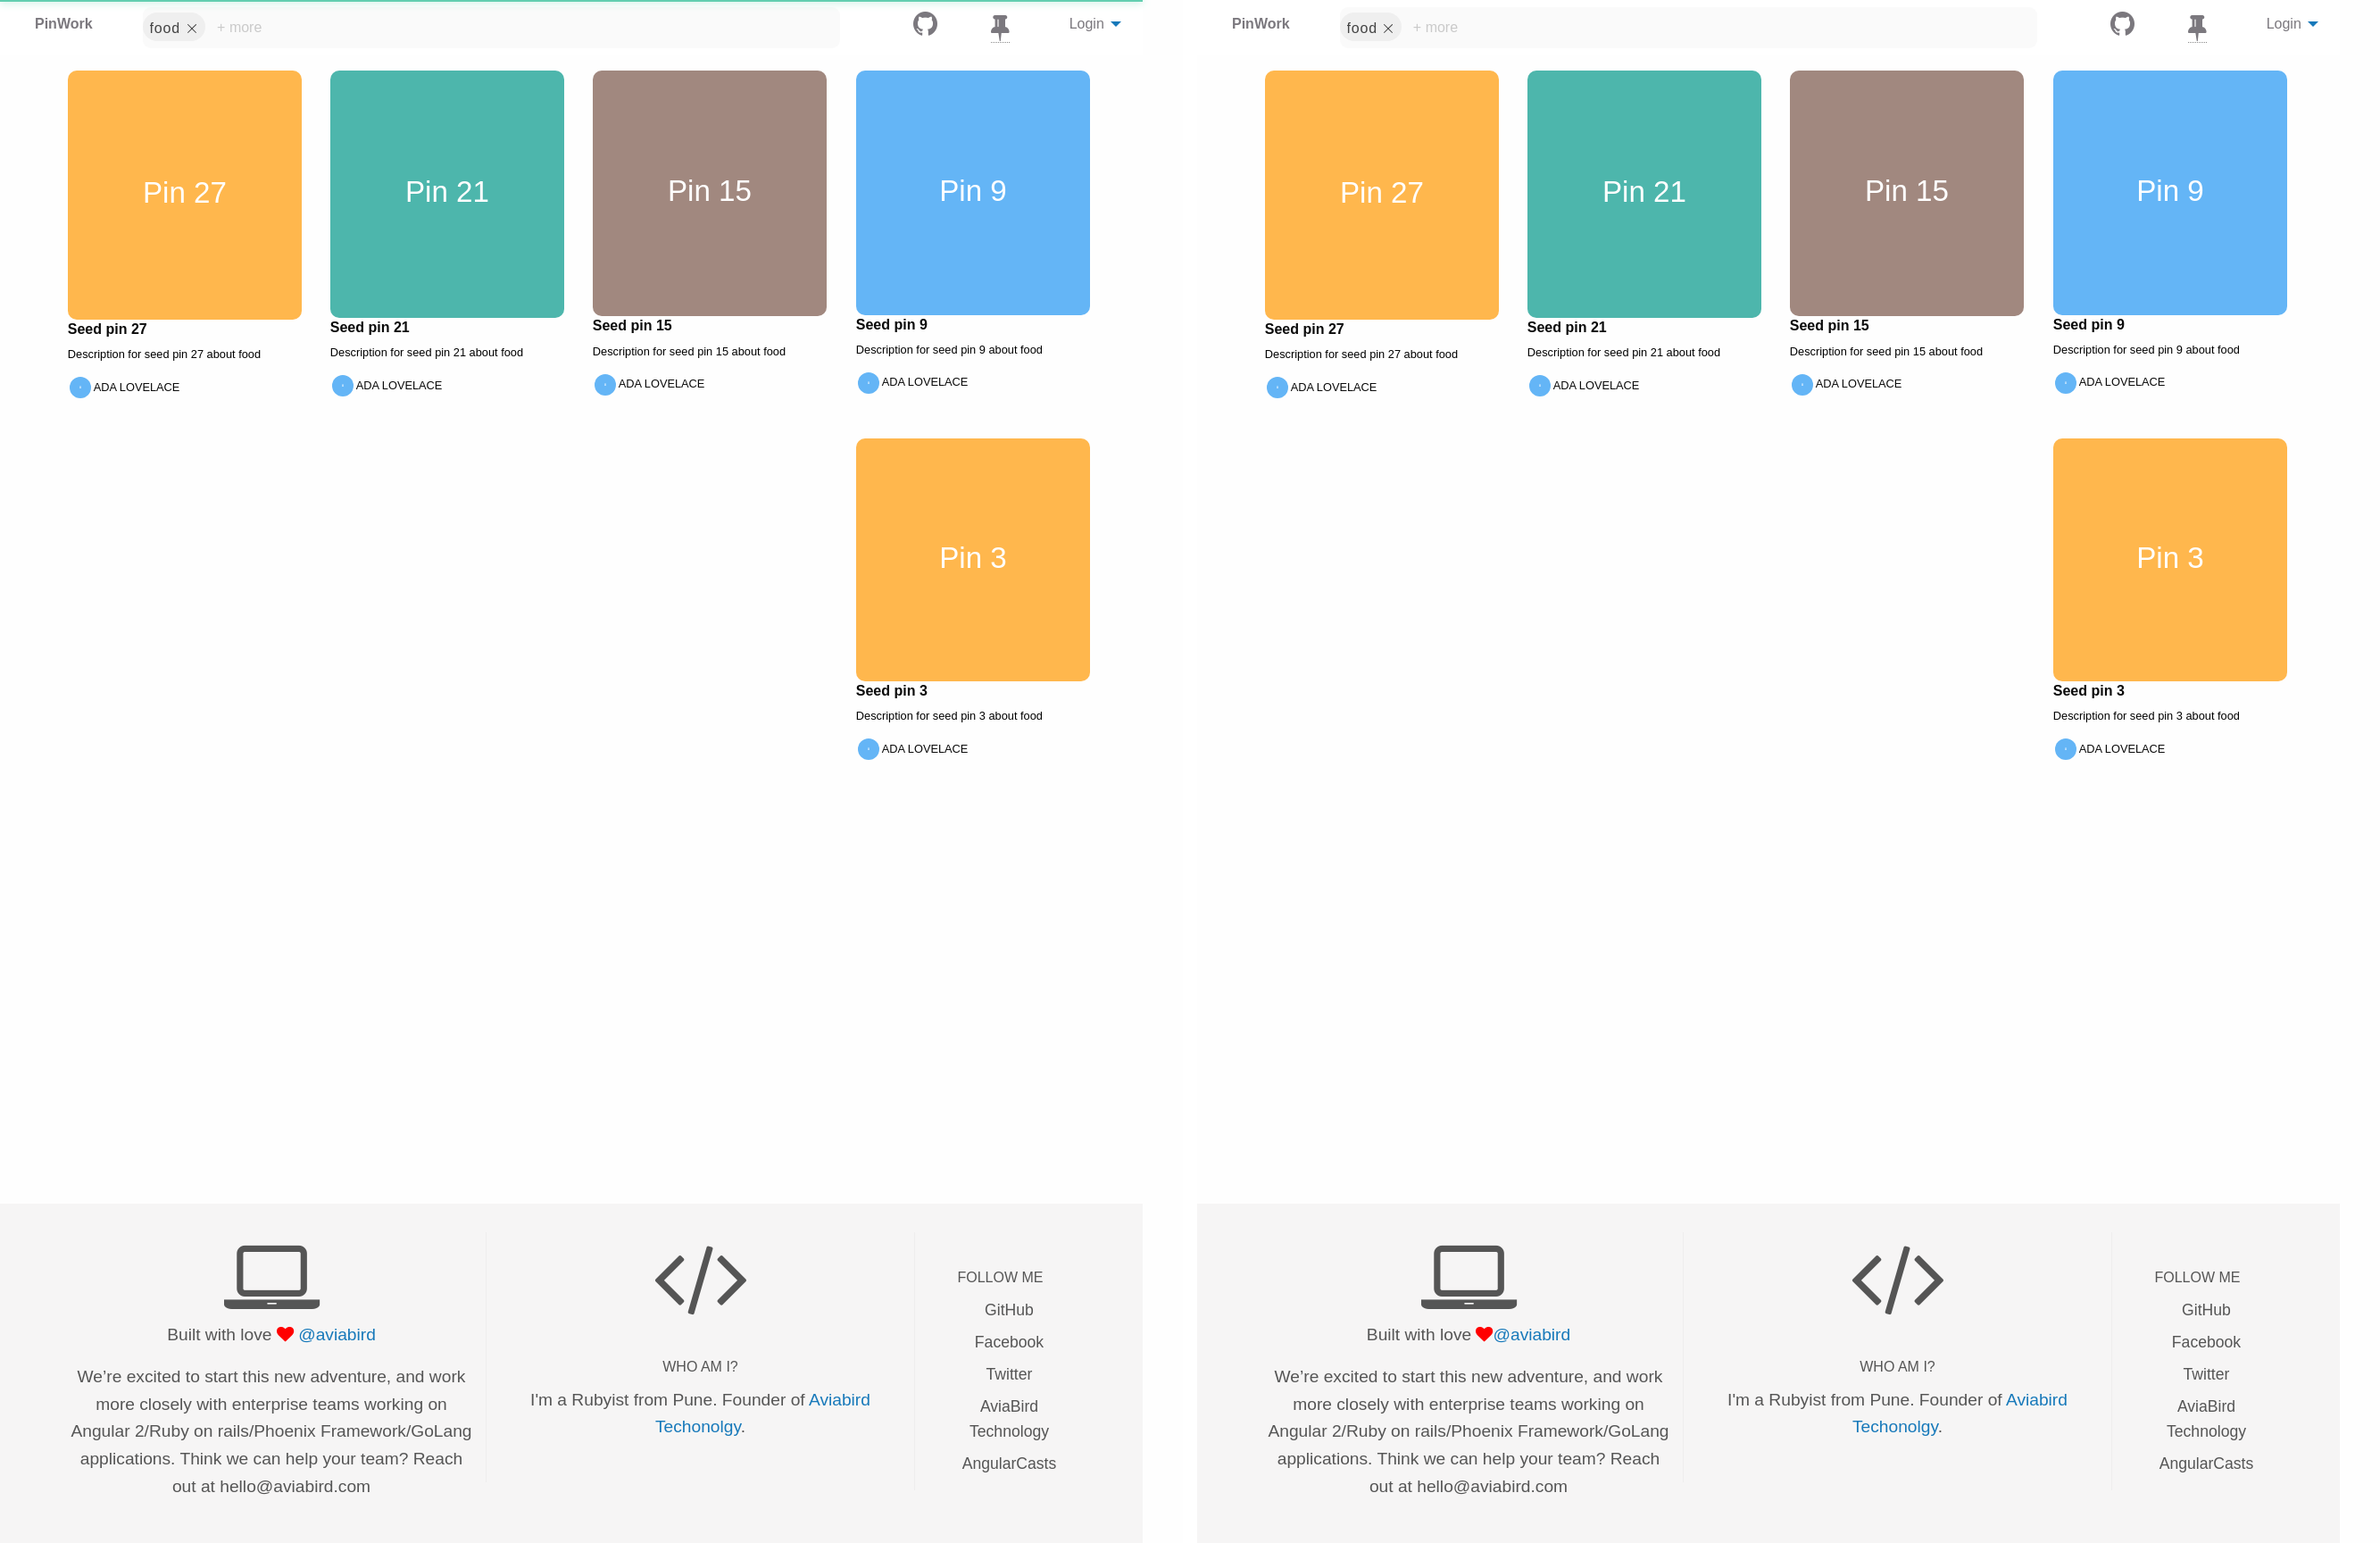 PinWork food + more Login
Pin 27 Pin 21 Pin 15 Pin 9
Seed pin 27 Seed pin 21 Seed pin 15 Seed pin 9
Description for seed pin 27 about food Description for seed pin 21 about food Description for seed pin 15 about food Description for seed pin 9 about food
ADA LOVELACE ADA LOVELACE ADA LOVELACE ADA LOVELACE
Pin 3
Seed pin 3
Description for seed pin 3 about food
ADA LOVELACE
Built with love @aviabird
We're excited to start this new adventure, and work
more closely with enterprise teams working on
Angular 2/Ruby on rails/Phoenix Framework/GoLang
applications. Think we can help your team? Reach
out at hello@aviabird.com
WHO AM I?
I'm a Rubyist from Pune. Founder of Aviabird
Techonolgy.
FOLLOW ME
GitHub
Facebook
Twitter
AviaBird
Technology
AngularCasts
PinWork food + more Login
Pin 27 Pin 21 Pin 15 Pin 9
Seed pin 27 Seed pin 21 Seed pin 15 Seed pin 9
Description for seed pin 27 about food Description for seed pin 21 about food Description for seed pin 15 about food Description for seed pin 9 about food
ADA LOVELACE ADA LOVELACE ADA LOVELACE ADA LOVELACE
Pin 3
Seed pin 3
Description for seed pin 3 about food
ADA LOVELACE
Built with love @aviabird
We're excited to start this new adventure, and work
more closely with enterprise teams working on
Angular 2/Ruby on rails/Phoenix Framework/GoLang
applications. Think we can help your team? Reach
out at hello@aviabird.com
WHO AM I?
I'm a Rubyist from Pune. Founder of Aviabird
Techonolgy.
FOLLOW ME
GitHub
Facebook
Twitter
AviaBird
Technology
AngularCasts